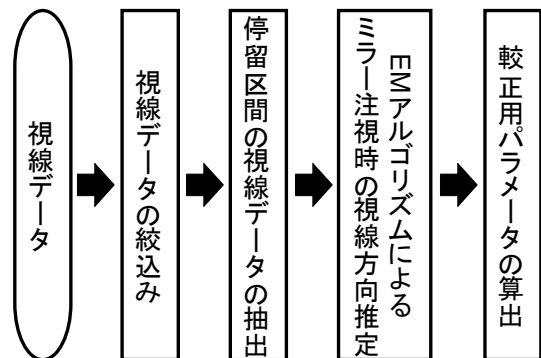 視線データ
視線データの絞込み
停留区間の視線データの抽出
EMアルゴリズムによる
ミラー注視時の視線方向推定
較正用パラメータの算出